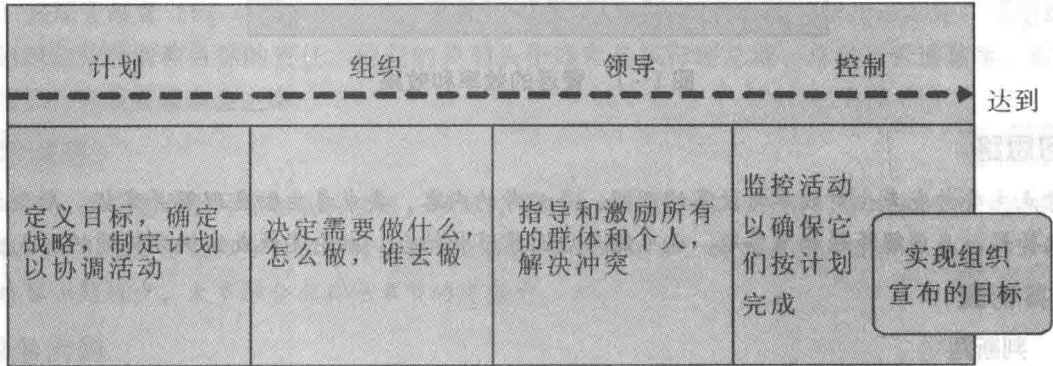 计划 组织 领导 控制
达到
定义目标，确定
战略，制定计划
以协调活动
决定需要做什么，
怎么做，谁去做
指导和激励所有
的群体和个人，
解决冲突
监控活动
以确保它
们按计划
完成
实现组织
宣布的目标